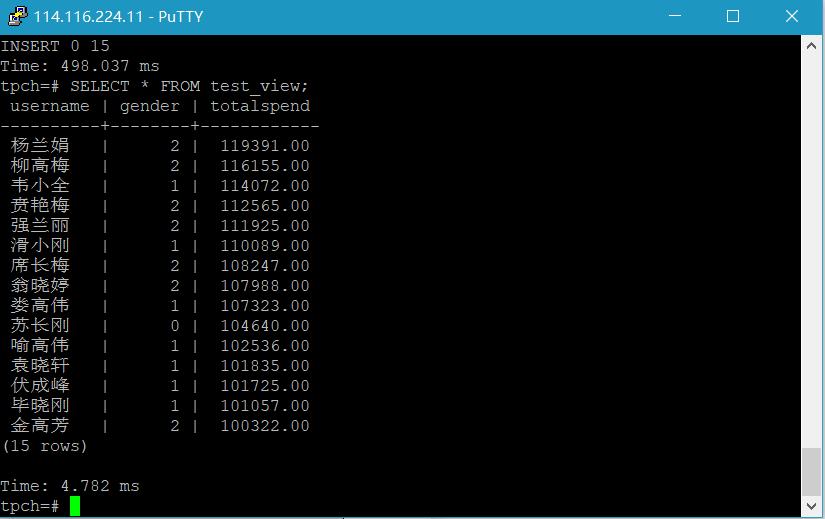 114.116.224.11 - PuTTY
INSERT 0 15
Time: 498.037 ms
tpch=# SELECT * FROM test_view;
 username | gender | totalspend
----------+--------+------------
 杨兰娟   |      2 |  119391.00
 柳高梅   |      2 |  116155.00
 韦小全   |      1 |  114072.00
 贲艳梅   |      2 |  112565.00
 强兰丽   |      2 |  111925.00
 滑小刚   |      1 |  110089.00
 席长梅   |      2 |  108247.00
 翁晓婷   |      2 |  107988.00
 娄高伟   |      1 |  107323.00
 苏长刚   |      0 |  104640.00
 喻高伟   |      1 |  102536.00
 袁晓轩   |      1 |  101835.00
 伏成峰   |      1 |  101725.00
 毕晓刚   |      1 |  101057.00
 金高芳   |      2 |  100322.00
(15 rows)
Time: 4.782 ms
tpch=#